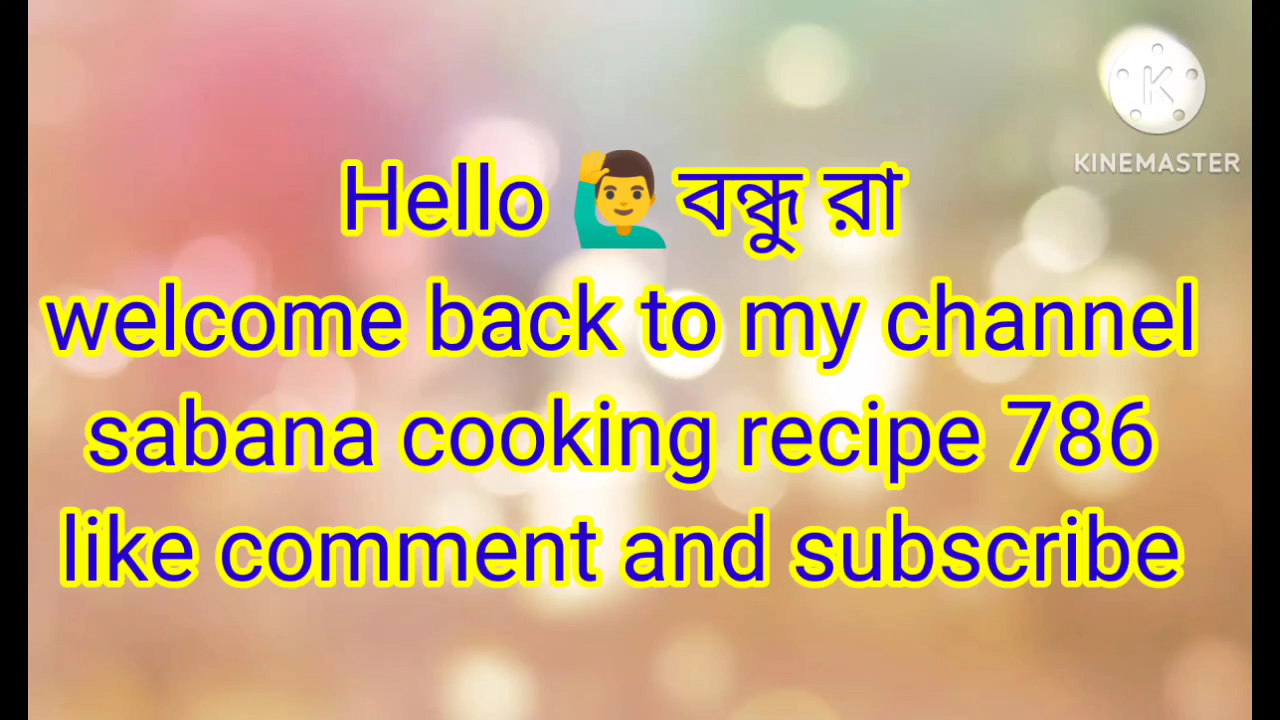 KINEMASTER
Hello 🙋‍♂️ বন্ধু রা
welcome back to my channel
sabana cooking recipe 786
like comment and subscribe